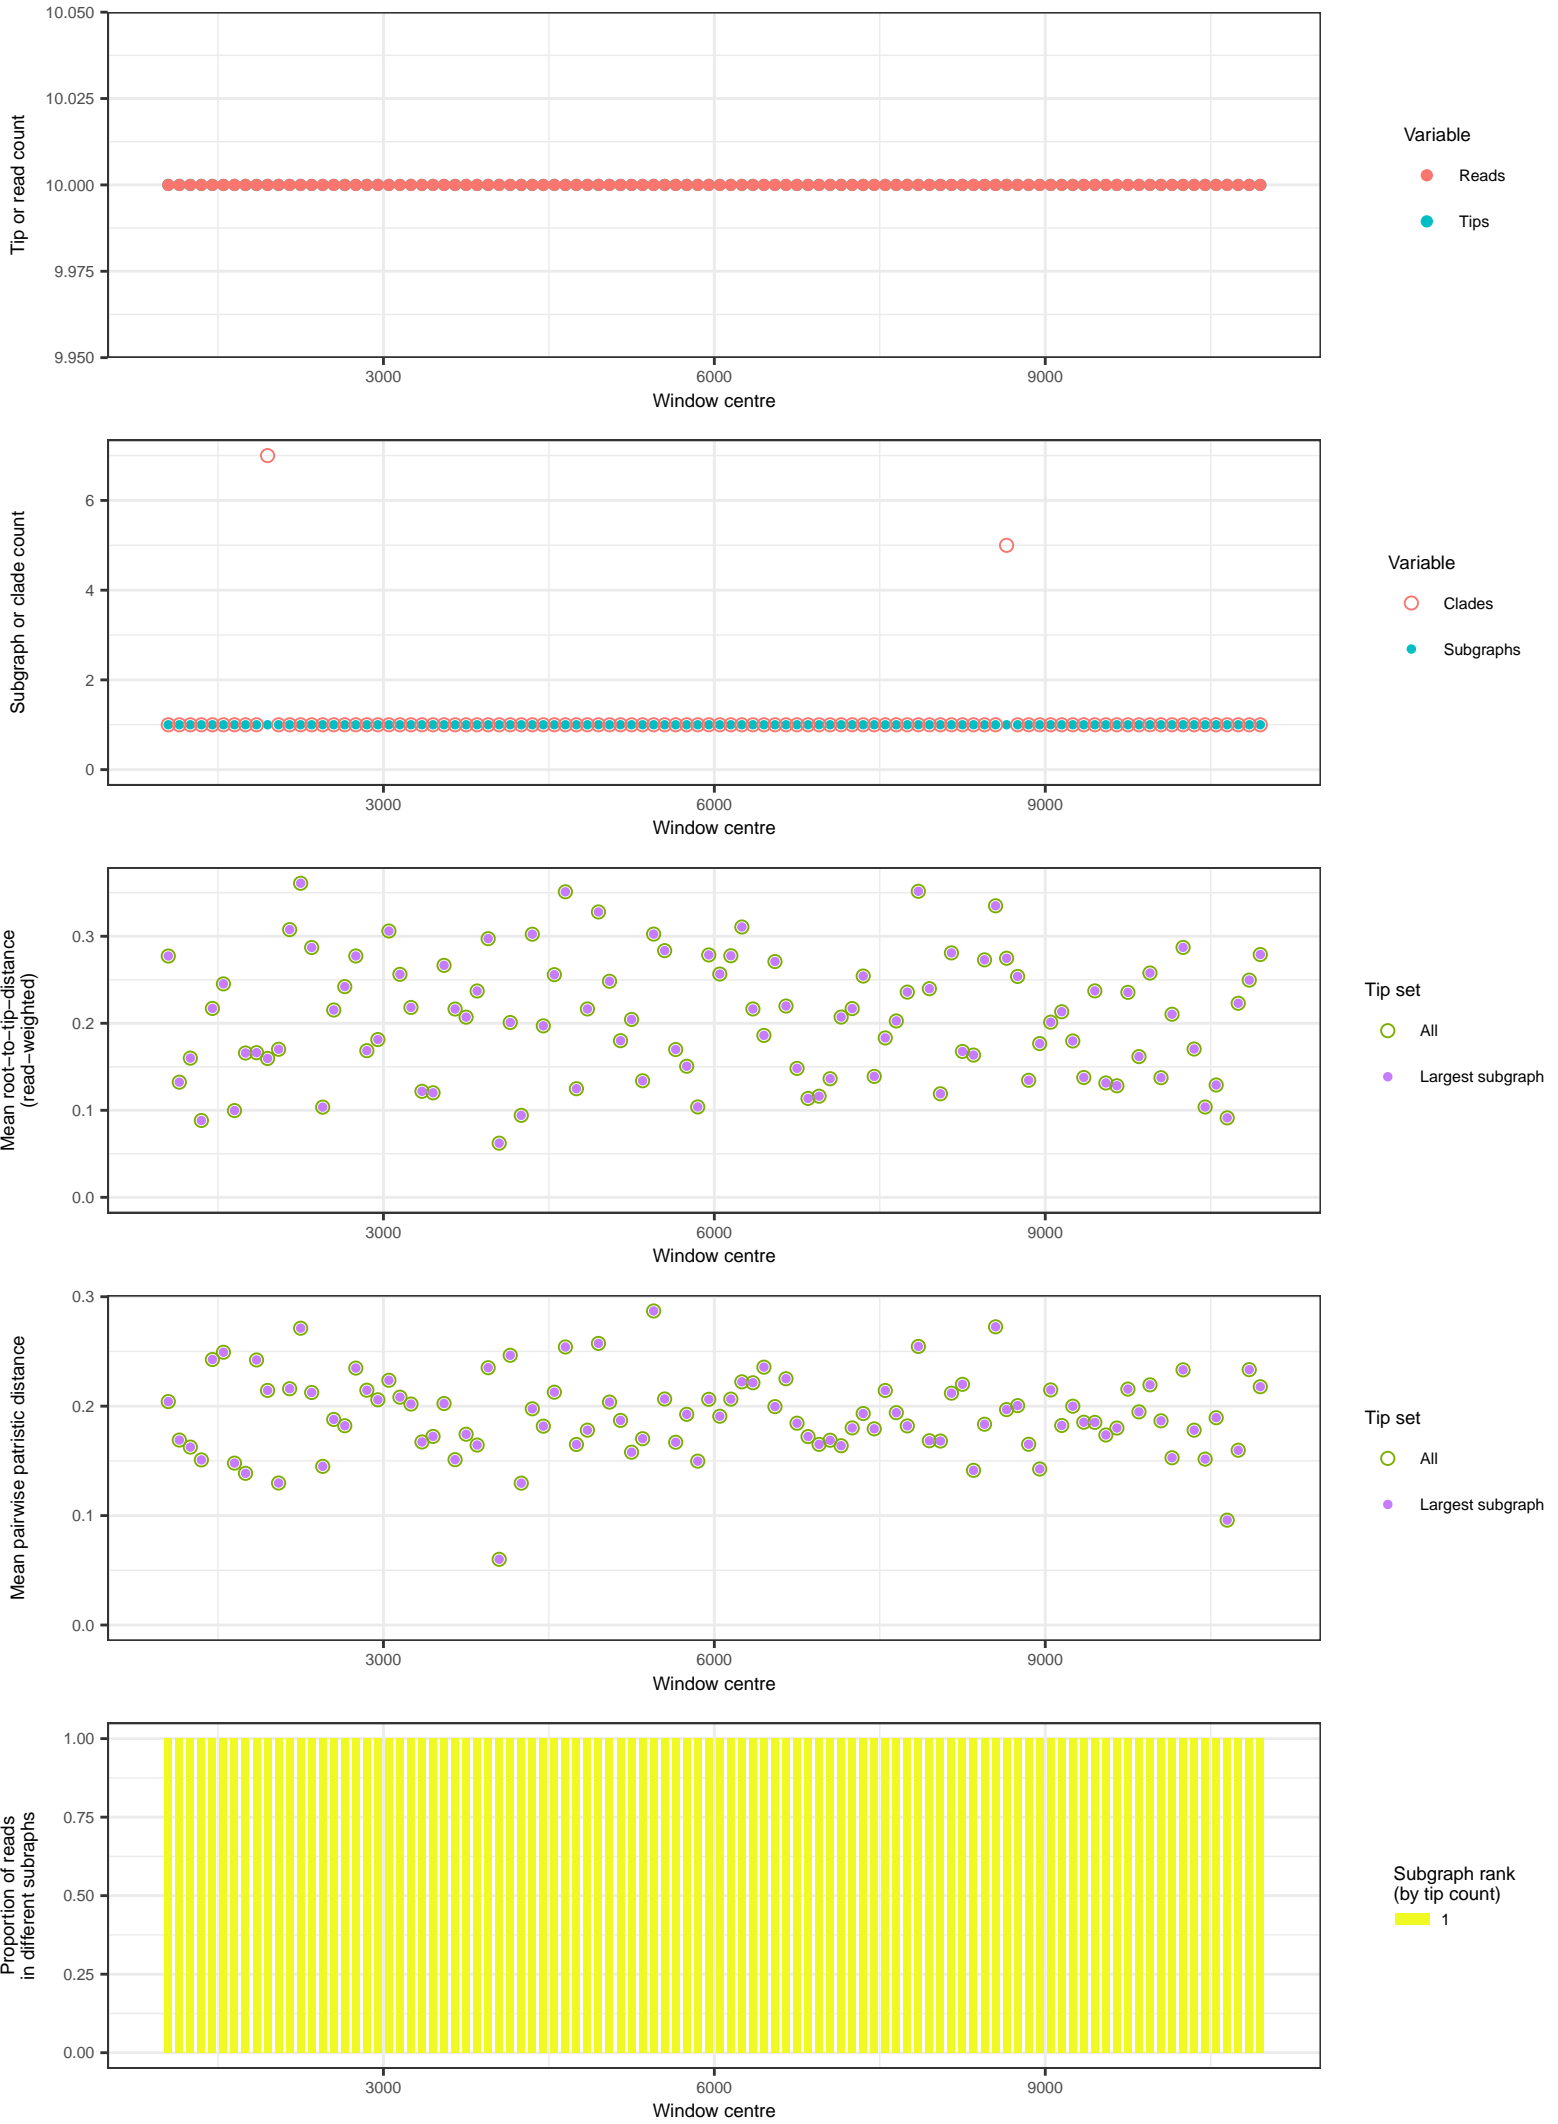 10.050
10.025
10.000
9.975
9.950
Tip or read count
3000 6000 9000
Window centre
Variable
Reads
Tips
6
4
2
0
Subgraph or clade count
3000 6000 9000
Window centre
Variable
Clades
Subgraphs
0.3
0.2
0.1
0.0
Mean root−to−tip−distance
(read−weighted)
3000 6000 9000
Window centre
Tip set
All
Largest subgraph
0.3
0.2
0.1
0.0
Mean pairwise patristic distance
3000 6000 9000
Window centre
Tip set
All
Largest subgraph
1.00
0.75
0.50
0.25
0.00
Proportion of reads
in different subraphs
3000 6000 9000
Window centre
Subgraph rank
(by tip count)
1